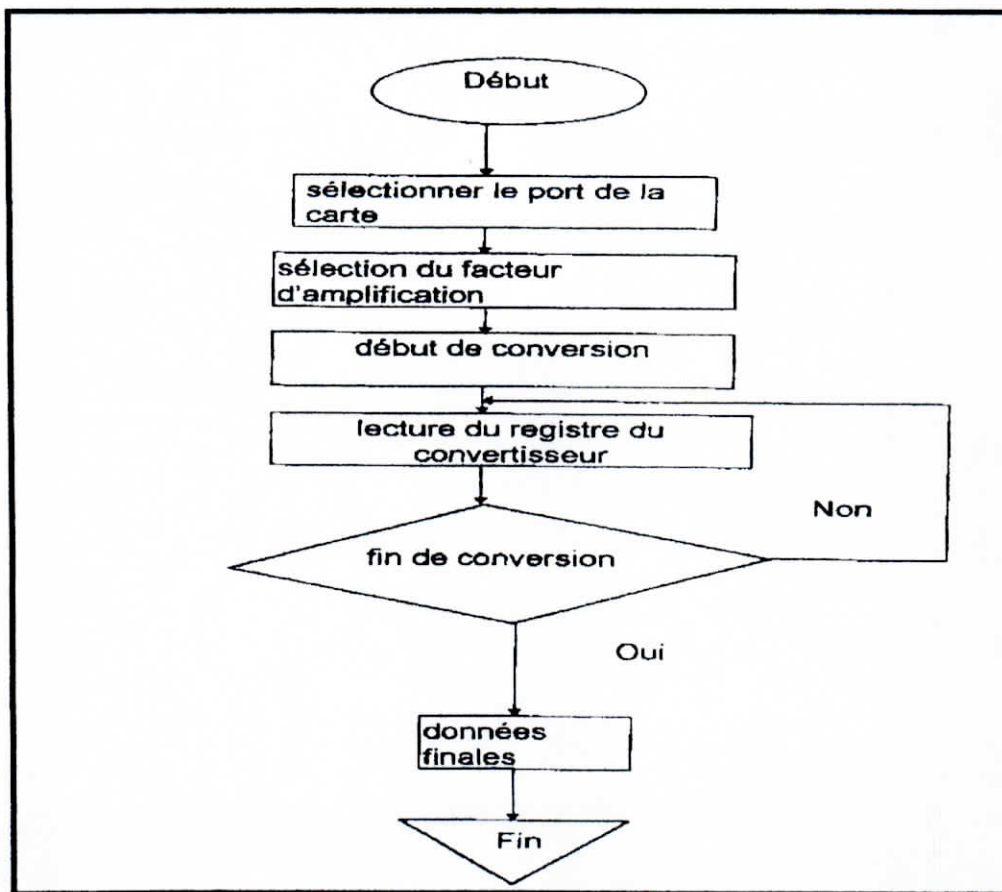 Début
sélectionner le port de la
carte
sélection du facteur
d'amplification
début de conversion
lecture du registre du
convertisseur
Non
fin de conversion
Oui
données
finales
Fin